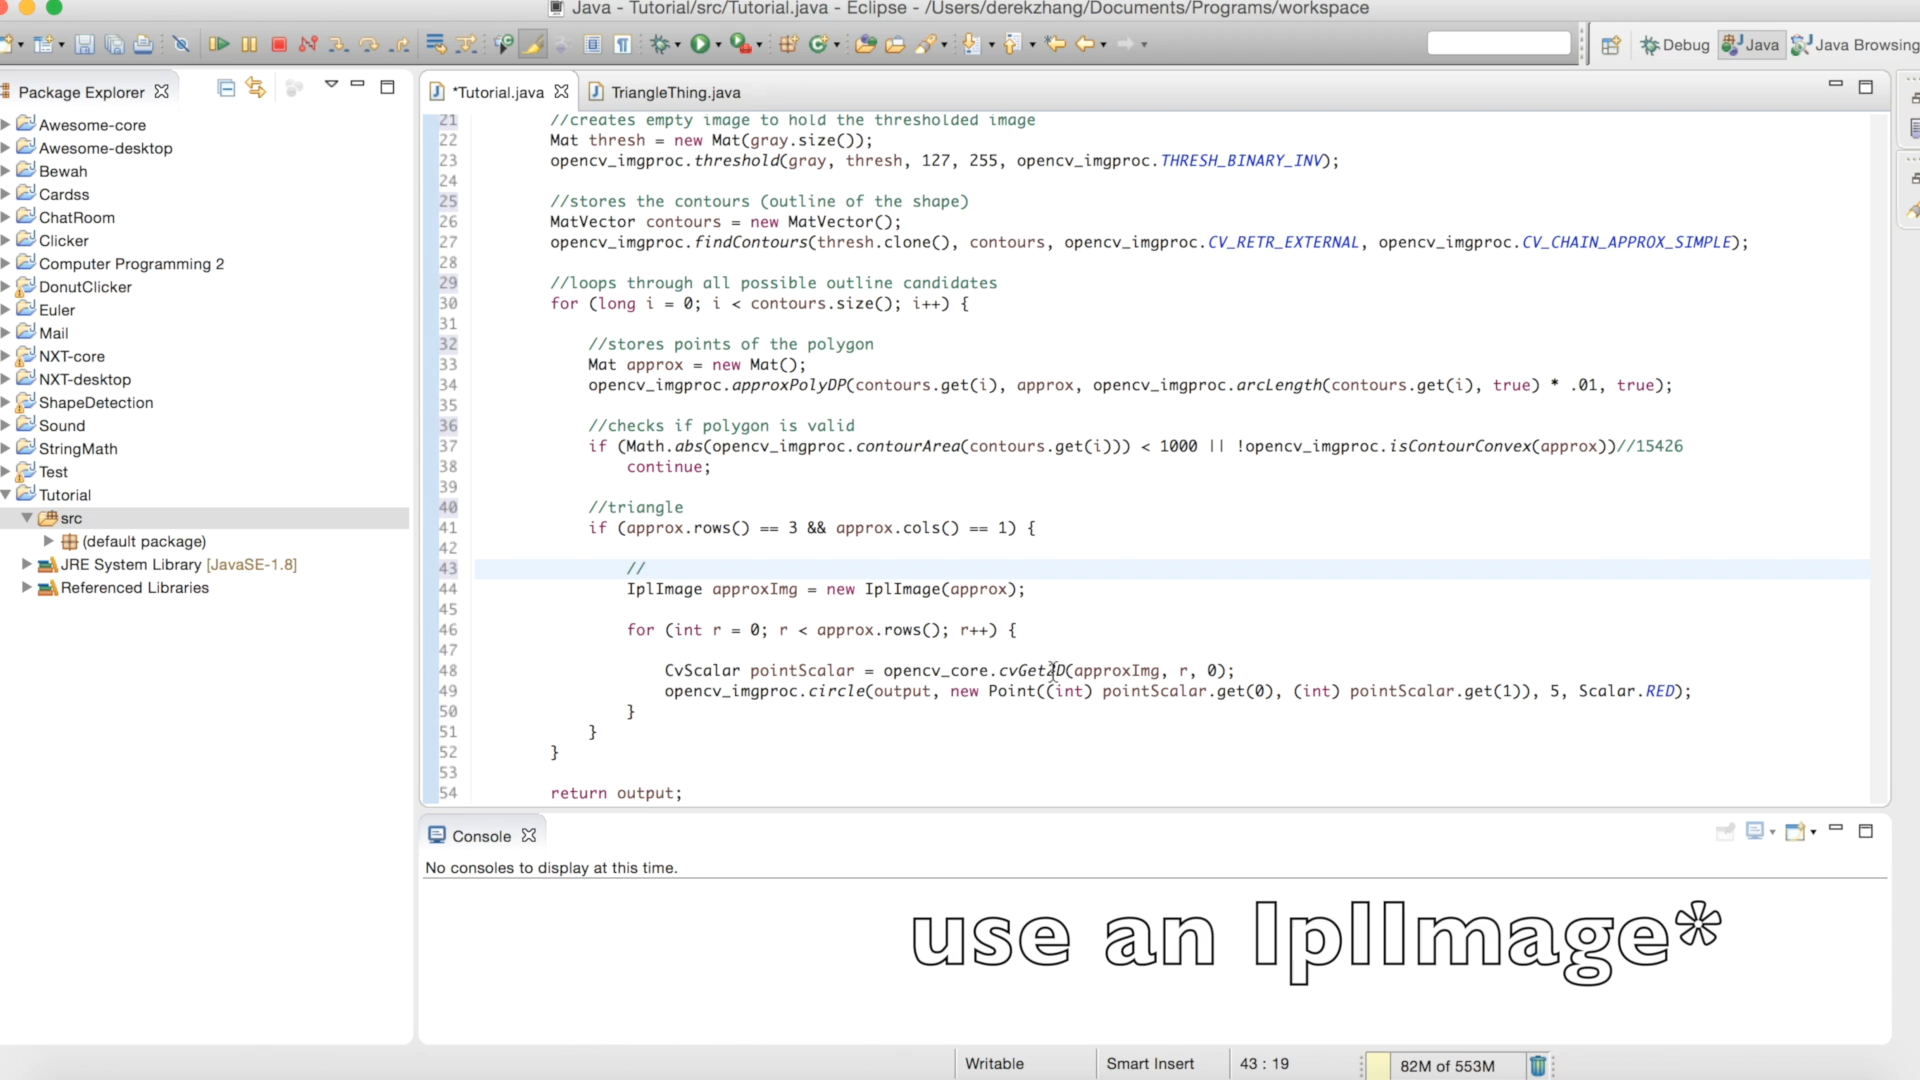 Java - Tutorial/src/Tutorial.java - Eclipse - /Users/derekzhang/Documents/Programs/workspace
Debug
Java
Java Browsing
Package Explorer
Awesome-core
Awesome-desktop
Bewah
Cardss
ChatRoom
Clicker
Computer Programming 2
DonutClicker
Euler
Mail
NXT-core
NXT-desktop
ShapeDetection
Sound
StringMath
Test
Tutorial
src
(default package)
JRE System Library [JavaSE-1.8]
Referenced Libraries
*Tutorial.java
TriangleThing.java
21 //creates empty image to hold the thresholded image
22 Mat thresh = new Mat(gray.size());
23 opencv_imgproc.threshold(gray, thresh, 127, 255, opencv_imgproc.THRESH_BINARY_INV);
24
25 //stores the contours (outline of the shape)
26 MatVector contours = new MatVector();
27 opencv_imgproc.findContours(thresh.clone(), contours, opencv_imgproc.CV_RETR_EXTERNAL, opencv_imgproc.CV_CHAIN_APPROX_SIMPLE);
28
29 //loops through all possible outline candidates
30 for (long i = 0; i < contours.size(); i++) {
31
32 //stores points of the polygon
33 Mat approx = new Mat();
34 opencv_imgproc.approxPolyDP(contours.get(i), approx, opencv_imgproc.arcLength(contours.get(i), true) * .01, true);
35
36 //checks if polygon is valid
37 if (Math.abs(opencv_imgproc.contourArea(contours.get(i))) < 1000 || !opencv_imgproc.isContourConvex(approx))//15426
38 continue;
39
40 //triangle
41 if (approx.rows() == 3 && approx.cols() == 1) {
42
43 //
44 IplImage approxImg = new IplImage(approx);
45
46 for (int r = 0; r < approx.rows(); r++) {
47
48 CvScalar pointScalar = opencv_core.cvGet2D(approxImg, r, 0);
49 opencv_imgproc.circle(output, new Point((int) pointScalar.get(0), (int) pointScalar.get(1)), 5, Scalar.RED);
50 }
51 }
52 }
53
54 return output;
Console
No consoles to display at this time.
use an IplImage*
Writable
Smart Insert
43 : 19
82M of 553M